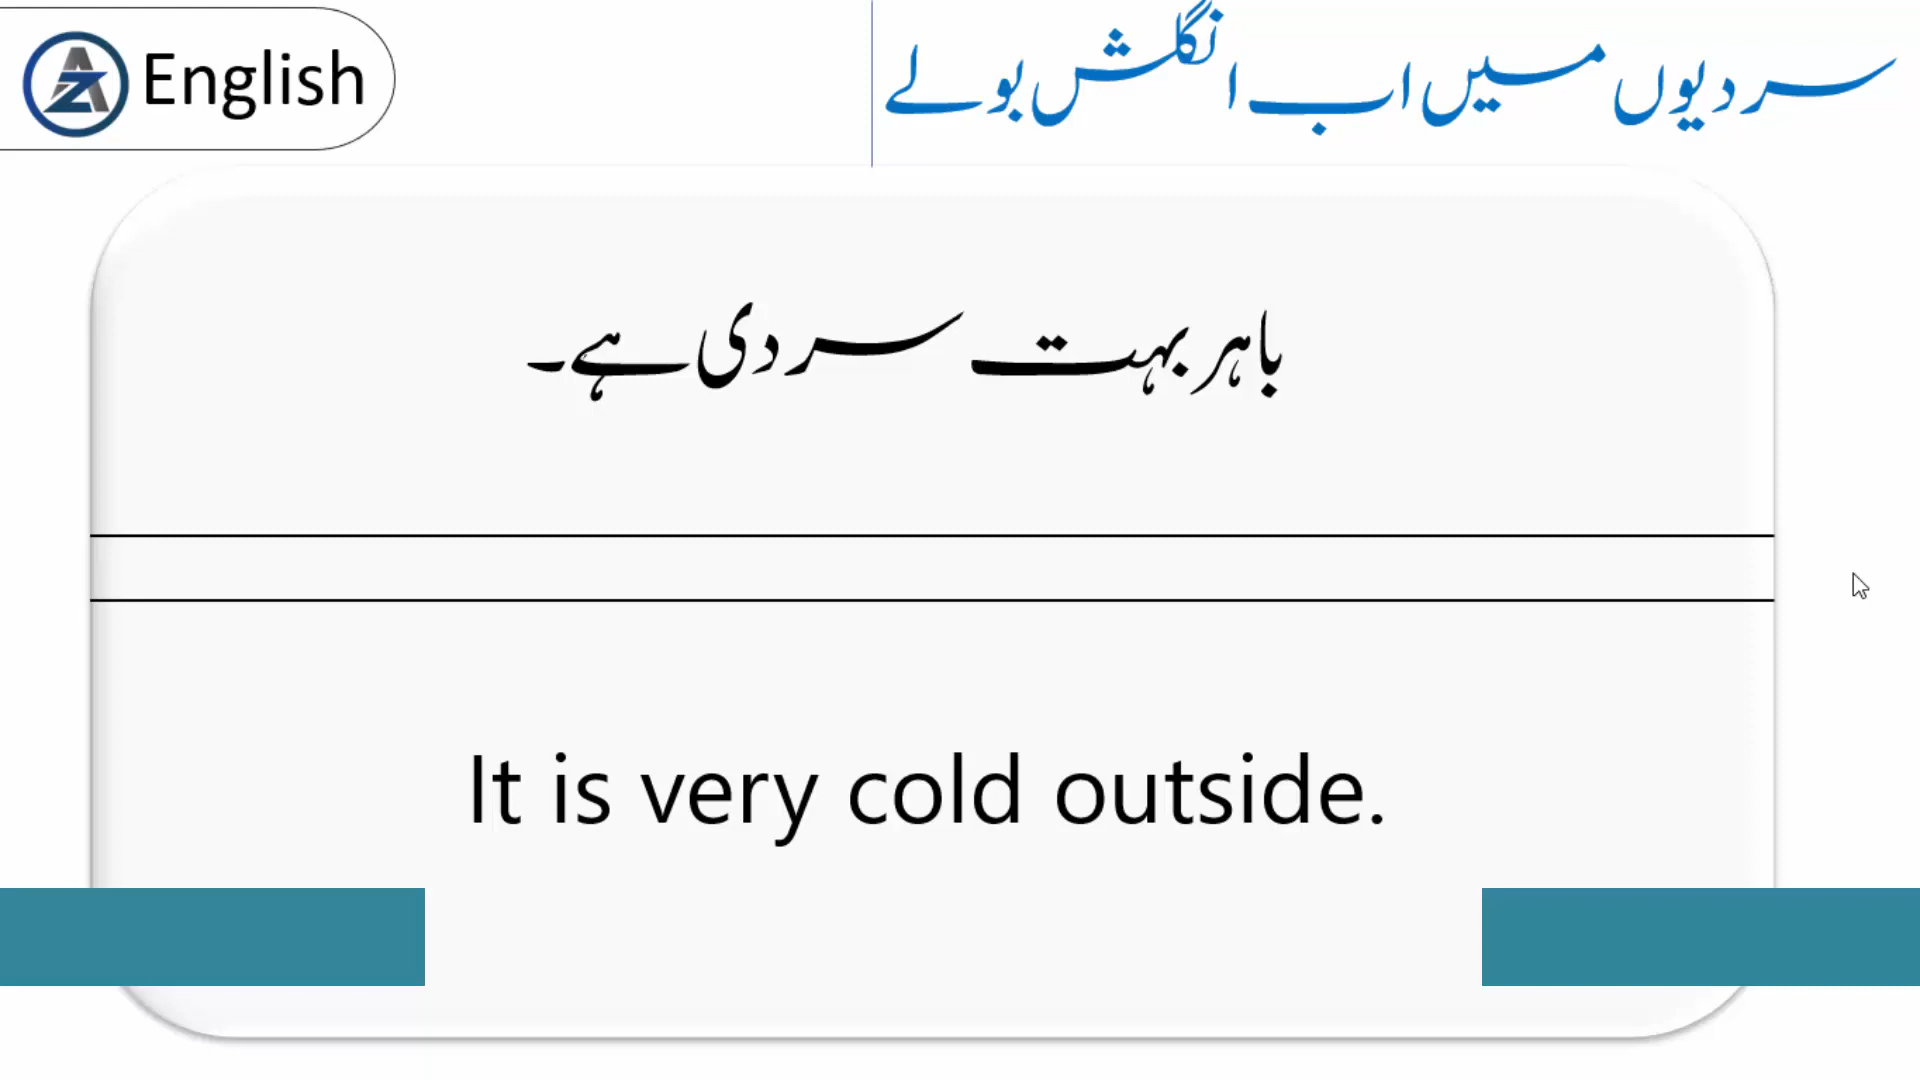 English
سردیوں میں اب انگلش بولے
باہر بہت سردی ہے۔
It is very cold outside.